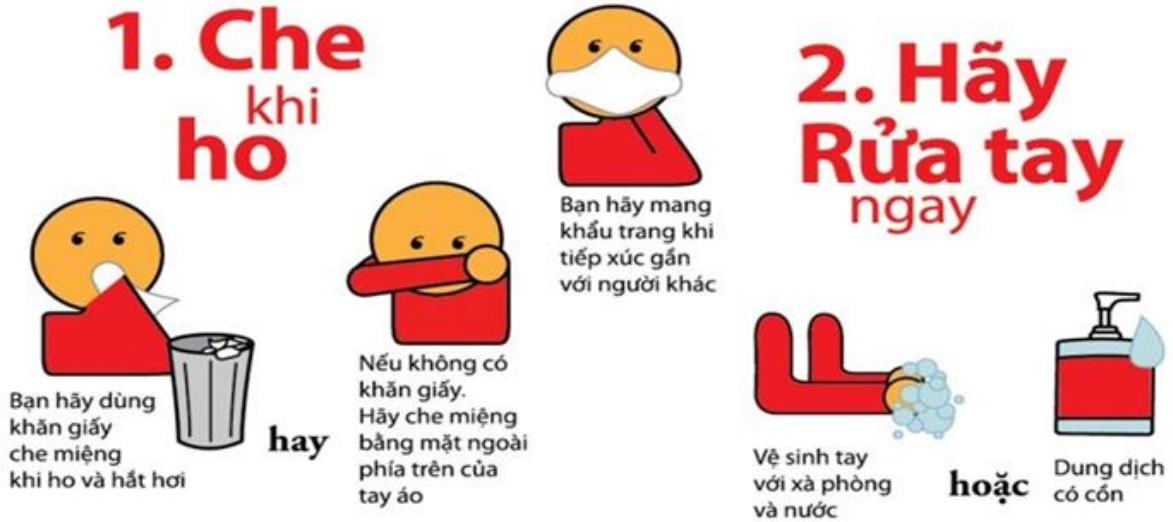 1. Che
khi
ho
Bạn hãy dùng
khăn giấy
che miệng
khi ho và hắt hơi
hay
Nếu không có
khăn giấy.
Hãy che miệng
bằng mặt ngoài
phía trên của
tay áo
Bạn hãy mang
khẩu trang khi
tiếp xúc gần
với người khác
2. Hãy
Rửa tay
ngay
Vệ sinh tay
với xà phòng
và nước
hoặc
Dung dịch
có cồn